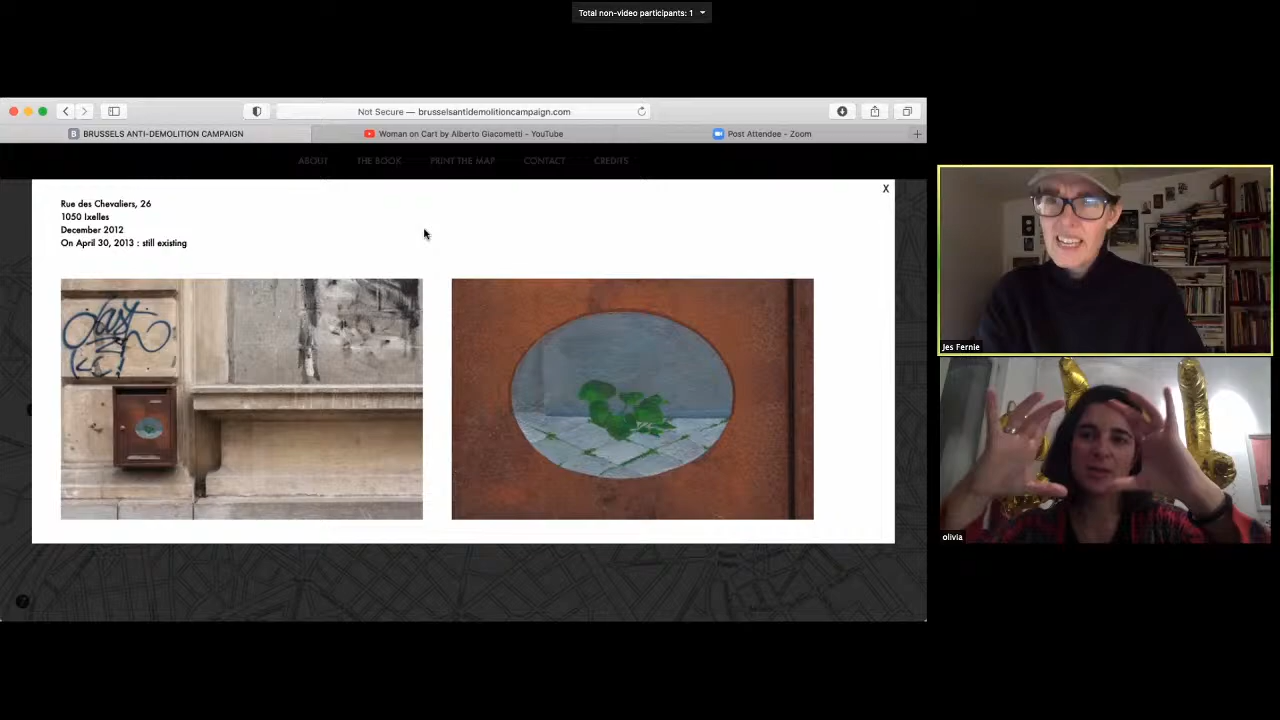 Total non-video participants: 1
Not Secure — brusselsantidemolitioncampaign.com
BRUSSELS ANTI-DEMOLITION CAMPAIGN
Woman on Cart by Alberto Giacometti - YouTube
Post Attendee - Zoom
ABOUT THE BOOK PRINT THE MAP CONTACT CREDITS
X
Rue des Chevaliers, 26
1050 Ixelles
December 2012
On April 30, 2013 : still existing
Jes Fernie
olivia